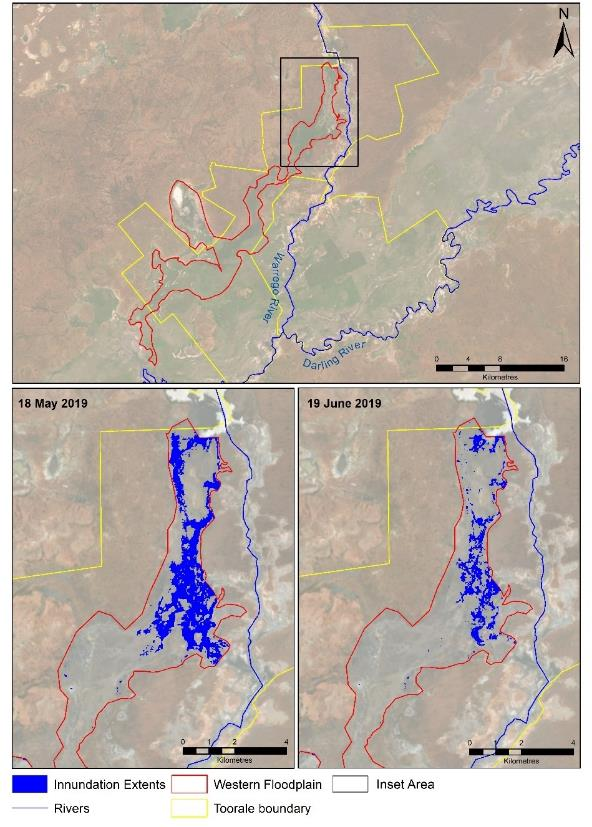 N
Warrego River
Darling River
0 4 8 16
Kilometres
18 May 2019
0 1 2 4
Kilometres
19 June 2019
0 1 2 4
Kilometres
Innundation Extents Western Floodplain Inset Area
Rivers Toorale boundary